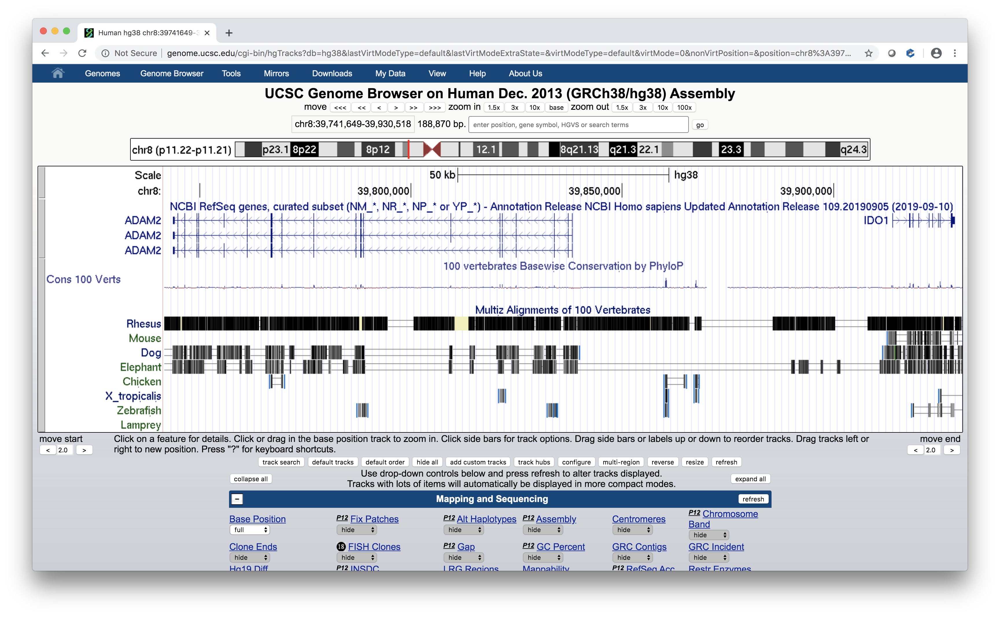 Human hg38 chr8:39741649-3
Not Secure
genome.ucsc.edu/cgi-bin/hgTracks?db=hg38&lastVirtModeType=default&lastVirtModeExtraState=&virtModeType=default&virtMode=0&nonVirtPosition=&position=chr8%3A397...
Genomes Genome Browser Tools Mirrors Downloads My Data View Help About Us
UCSC Genome Browser on Human Dec. 2013 (GRCh38/hg38) Assembly
move <<< << < > >> >>> zoom in 1.5x 3x 10x base zoom out 1.5x 3x 10x 100x
chr8:39,741,649-39,930,518 188,870 bp. enter position, gene symbol, HGVS or search terms go
chr8 (p11.22-p11.21) p23.1 8p22 8p12 12.1 8q21.13 q21.3 22.1 23.3 q24.3
Scale 50 kb hg38
chr8: 39,800,000 39,850,000 39,900,000
NCBI RefSeq genes, curated subset (NM_*, NR_*, NP_* or YP_*) - Annotation Release NCBI Homo sapiens Updated Annotation Release 109.20190905 (2019-09-10)
ADAM2 IDO1
ADAM2
ADAM2
100 vertebrates Basewise Conservation by PhyloP
Cons 100 Verts
Multiz Alignments of 100 Vertebrates
Rhesus
Mouse
Dog
Elephant
Chicken
X_tropicalis
Zebrafish
Lamprey
move start Click on a feature for details. Click or drag in the base position track to zoom in. Click side bars for track options. Drag side bars or labels up or down to reorder tracks. Drag tracks left or move end
< 2.0 > right to new position. Press "?" for keyboard shortcuts. < 2.0 >
track search default tracks default order hide all add custom tracks track hubs configure multi-region reverse resize refresh
collapse all Use drop-down controls below and press refresh to alter tracks displayed. expand all
Tracks with lots of items will automatically be displayed in more compact modes.
- Mapping and Sequencing refresh
Base Position P12 Fix Patches P12 Alt Haplotypes P12 Assembly Centromeres P12 Chromosome
Band
full hide hide hide hide hide
Clone Ends 18 FISH Clones P12 Gap P12 GC Percent GRC Contigs GRC Incident
hide hide hide hide hide hide
Hg19 Diff P12 INSDC LRG Regions Mappability P12 RefSeq Acc Restr Enzymes